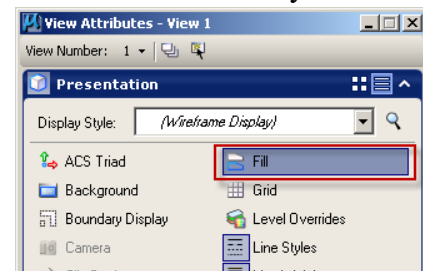 View Attributes - View 1
View Number: 1
Presentation
Display Style: (Wireframe Display)
ACS Triad Fill
Background Grid
Boundary Display Level Overrides
Camera Line Styles